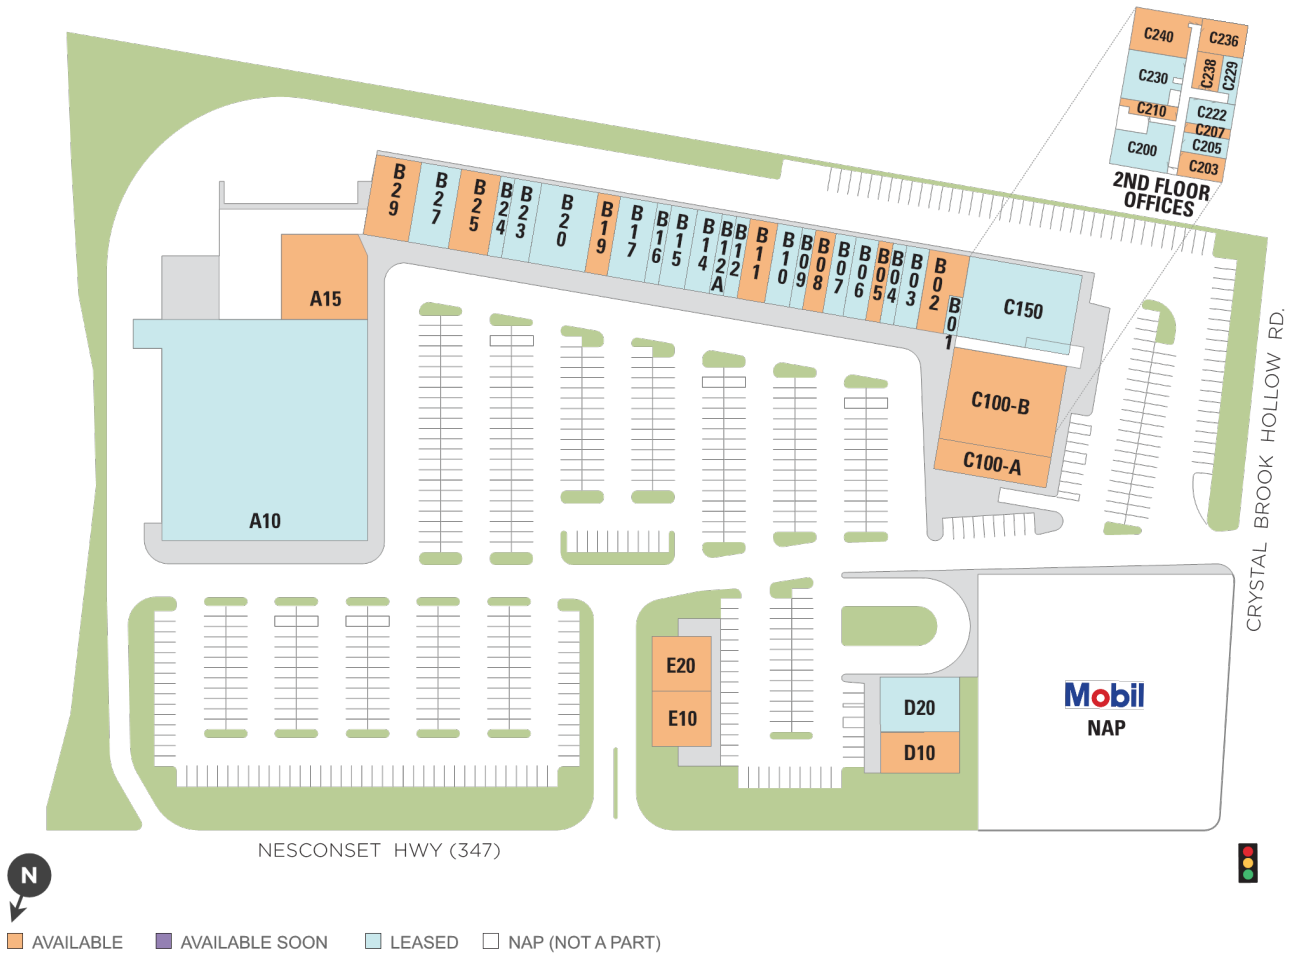 C240
C236
C230
C238
C229
C210
C222
C207
C200
C205
C203
2ND FLOOR
OFFICES
B29
B27
B25
B24
B23
B20
B19
B17
B16
B15
B14
B12A
B12
B11
B10
B09
B08
B07
B06
B05
B04
B03
B02
B01
C150
A15
C100-B
C100-A
A10
CRYSTAL BROOK HOLLOW RD.
E20
E10
D20
D10
Mobil
NAP
NESCONSET HWY (347)
N
AVAILABLE
AVAILABLE SOON
LEASED
NAP (NOT A PART)